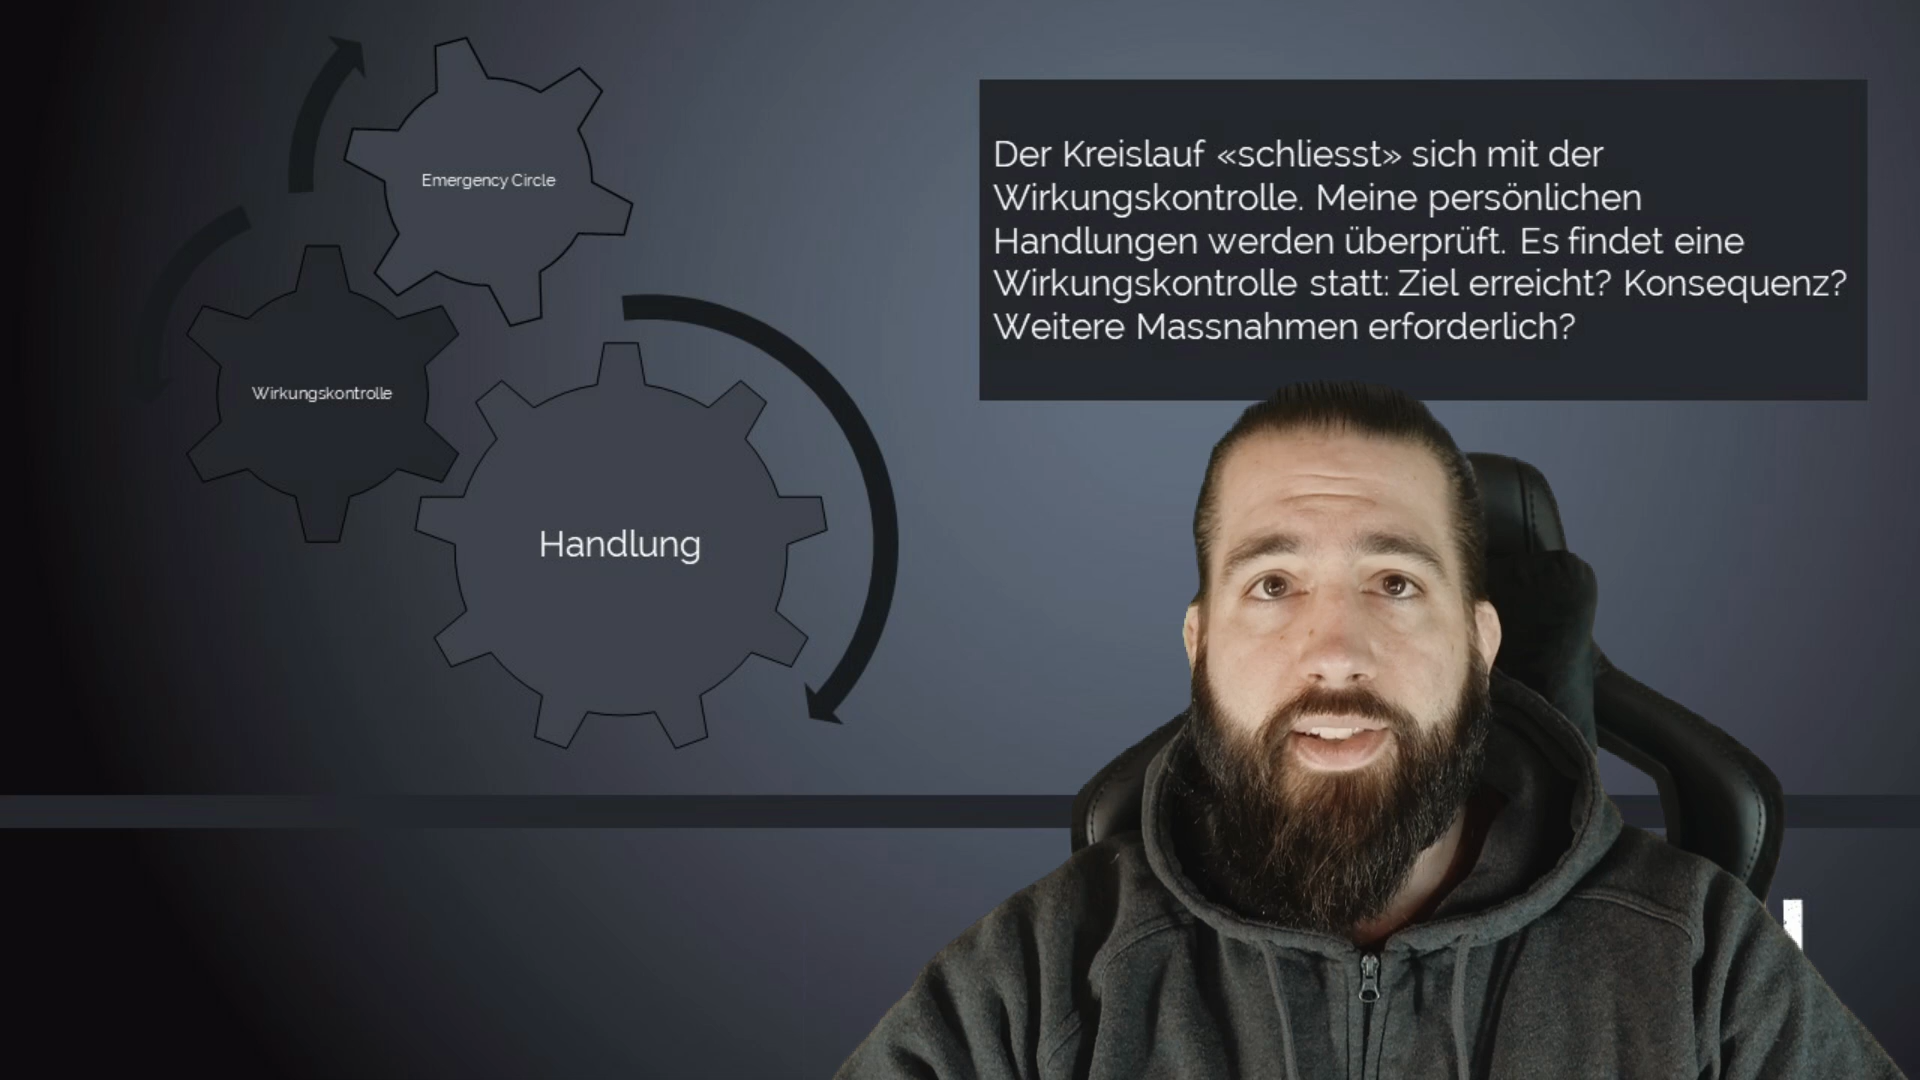 Emergency Circle
Wirkungskontrolle
Handlung
Der Kreislauf «schliesst» sich mit der
Wirkungskontrolle. Meine persönlichen
Handlungen werden überprüft. Es findet eine
Wirkungskontrolle statt: Ziel erreicht? Konsequenz?
Weitere Massnahmen erforderlich?